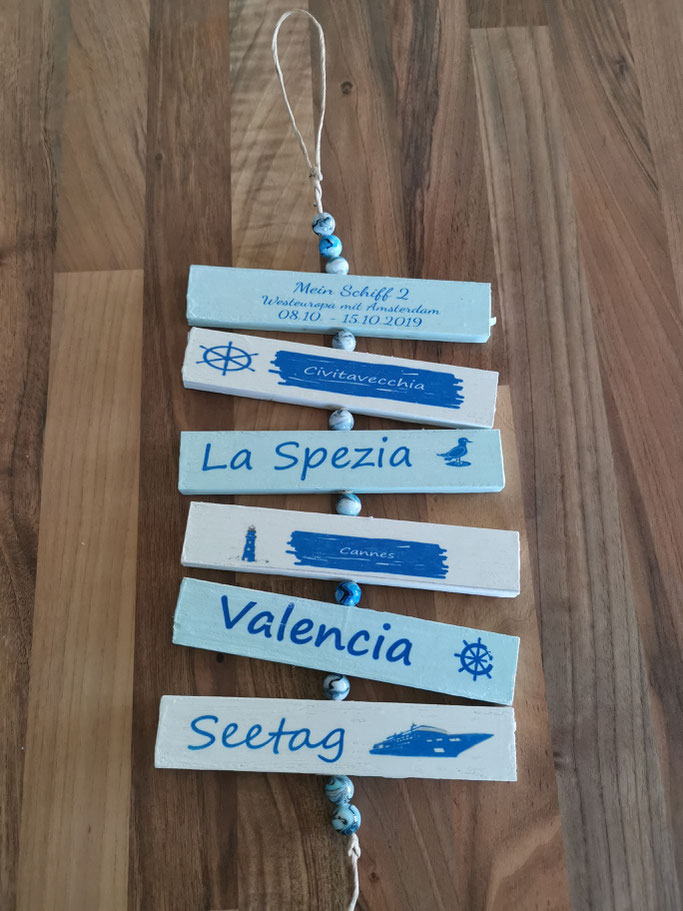 Mein Schiff 2
Westeuropa mit Amsterdam
08.10. - 15.10.2019
Civitavecchia
La Spezia
Cannes
Valencia
Seetag